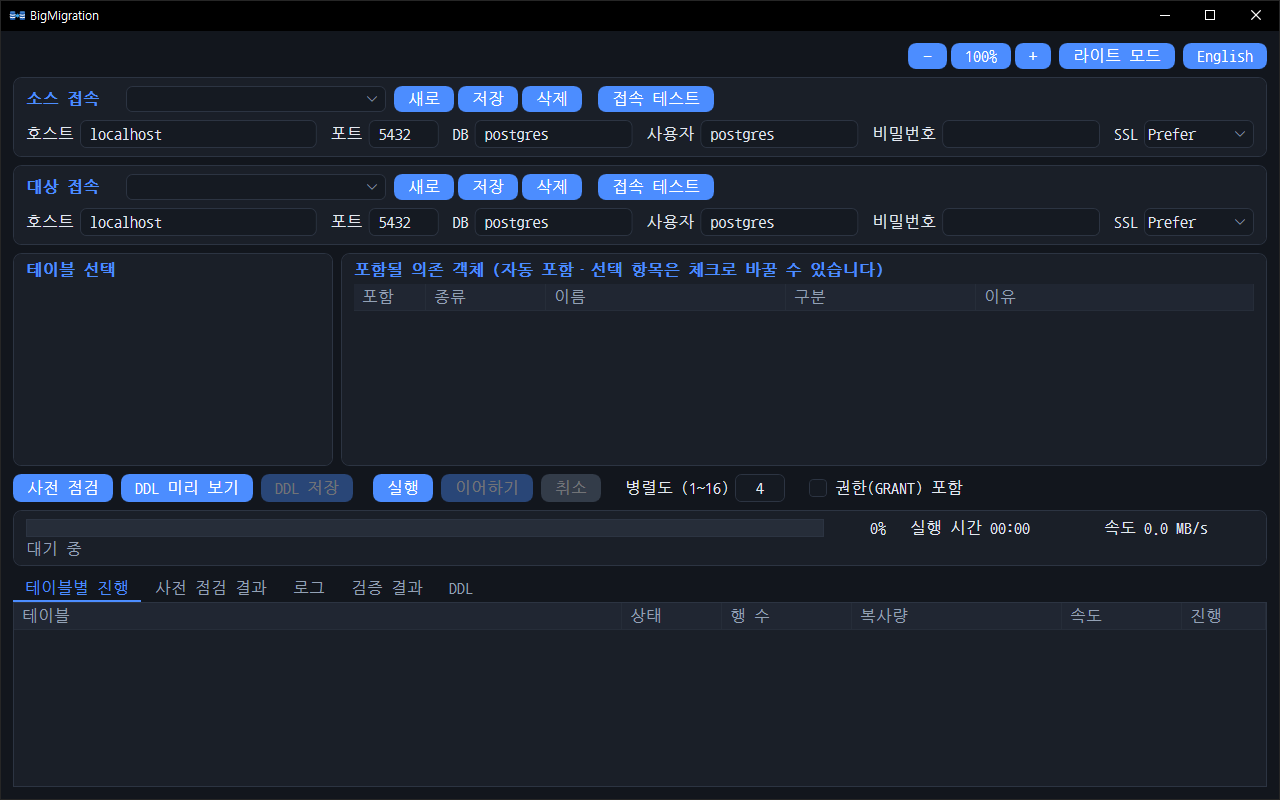 BigMigration
− 100% + 라이트 모드 English
소스 접속 새로 저장 삭제 접속 테스트
호스트 localhost 포트 5432 DB postgres 사용자 postgres 비밀번호 SSL Prefer
대상 접속 새로 저장 삭제 접속 테스트
호스트 localhost 포트 5432 DB postgres 사용자 postgres 비밀번호 SSL Prefer
테이블 선택 포함될 의존 객체 (자동 포함 · 선택 항목은 체크로 바꿀 수 있습니다)
포함 종류 이름 구분 이유
사전 점검 DDL 미리 보기 DDL 저장 실행 이어하기 취소 병렬도 (1~16) 4 권한(GRANT) 포함
0% 실행 시간 00:00 속도 0.0 MB/s
대기 중
테이블별 진행 사전 점검 결과 로그 검증 결과 DDL
테이블 상태 행 수 복사량 속도 진행